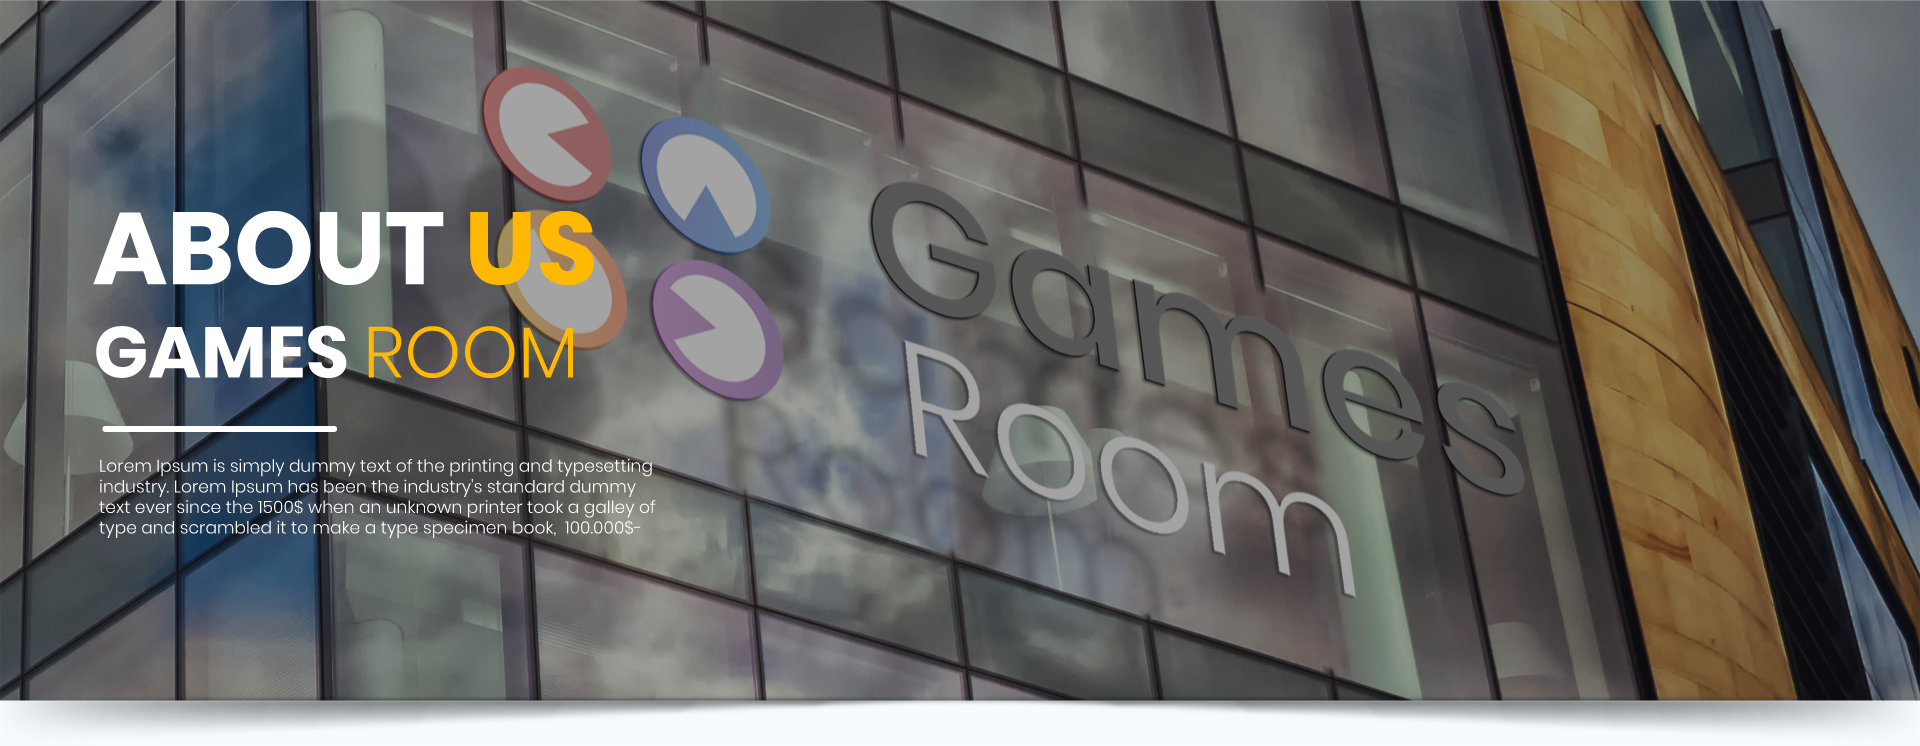 ABOUT US
GAMES ROOM
Lorem Ipsum is simply dummy text of the printing and typesetting
industry. Lorem Ipsum has been the industry's standard dummy
text ever since the 1500$ when an unknown printer took a galley of
type and scrambled it to make a type specimen book, 100.000$-
Games
Room